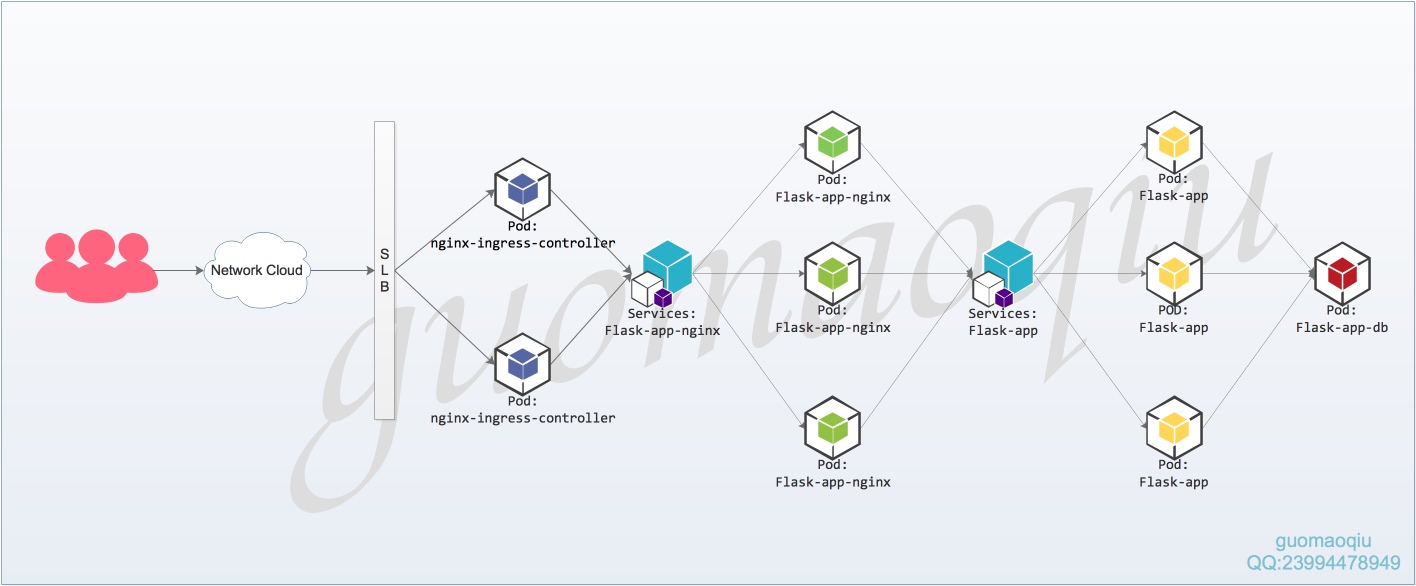 Network Cloud
S
L
B
Pod:
nginx-ingress-controller
Pod:
nginx-ingress-controller
Services:
Flask-app-nginx
Pod:
Flask-app-nginx
Pod:
Flask-app-nginx
Pod:
Flask-app-nginx
Services:
Flask-app
Pod:
Flask-app
POD:
Flask-app
Pod:
Flask-app
Pod:
Flask-app-db
guomaoqiu
guomaoqiu
QQ:23994478949